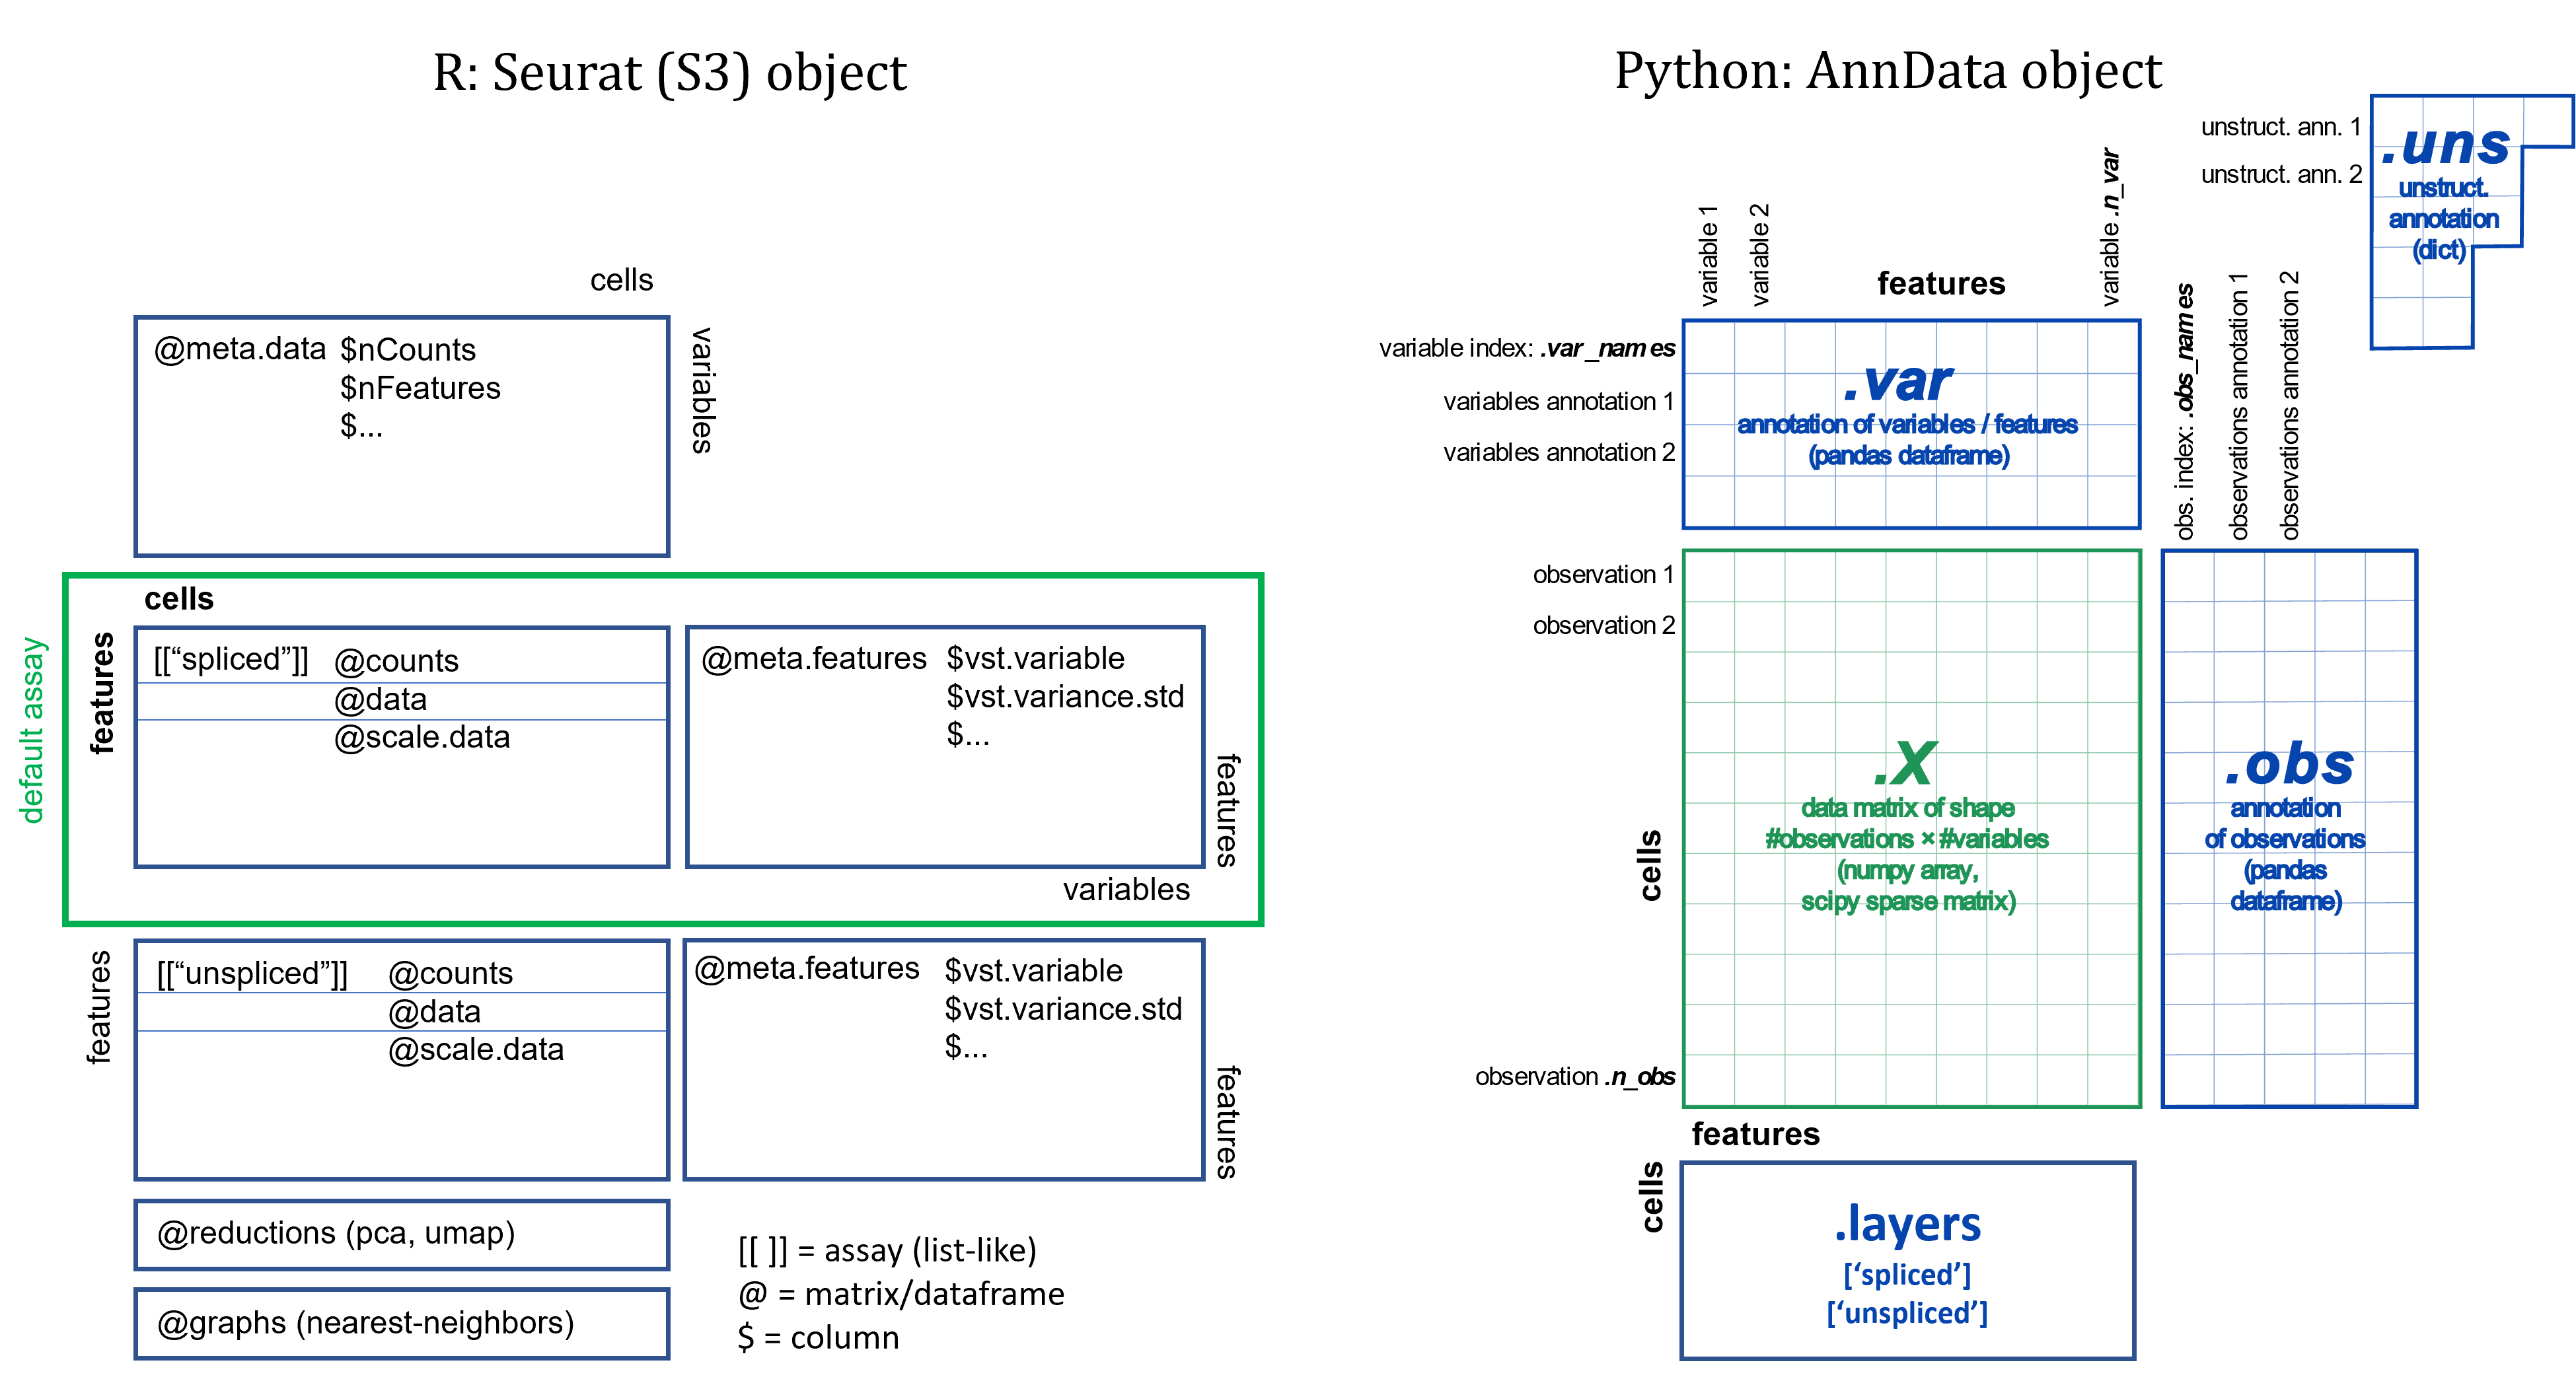 R: Seurat (S3) object
cells
variables
@meta.data $nCounts
$nFeatures
$...
default assay
cells
features
[["spliced"]] @counts
@data
@scale.data
@meta.features $vst.variable
$vst.variance.std
$...
features
variables
features
[["unspliced"]] @counts
@data
@scale.data
@meta.features $vst.variable
$vst.variance.std
$...
features
@reductions (pca, umap)
@graphs (nearest-neighbors)
[[ ]] = assay (list-like)
@ = matrix/dataframe
$ = column
Python: AnnData object
unstruct. ann. 1
unstruct. ann. 2
.uns
unstruct.
annotation
(dict)
variable 1
variable 2
variable .n_var
features
variable index: .var_names
variables annotation 1
variables annotation 2
.var
annotation of variables / features
(pandas dataframe)
obs. index: .obs_names
observations annotation 1
observations annotation 2
observation 1
observation 2
observation .n_obs
cells
.X
data matrix of shape
#observations × #variables
(numpy array,
scipy sparse matrix)
.obs
annotation
of observations
(pandas
dataframe)
features
cells
.layers
[‘spliced’]
[‘unspliced’]